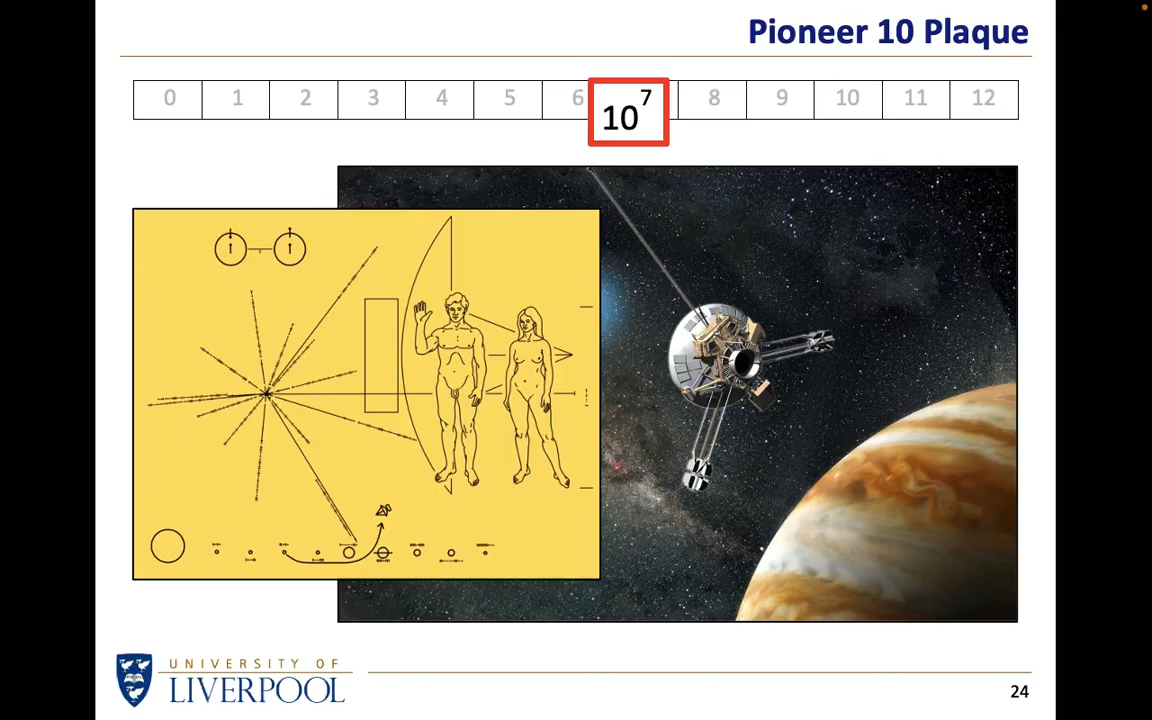 Pioneer 10 Plaque
0 1 2 3 4 5 6 10⁷ 8 9 10 11 12
UNIVERSITY OF
LIVERPOOL
24